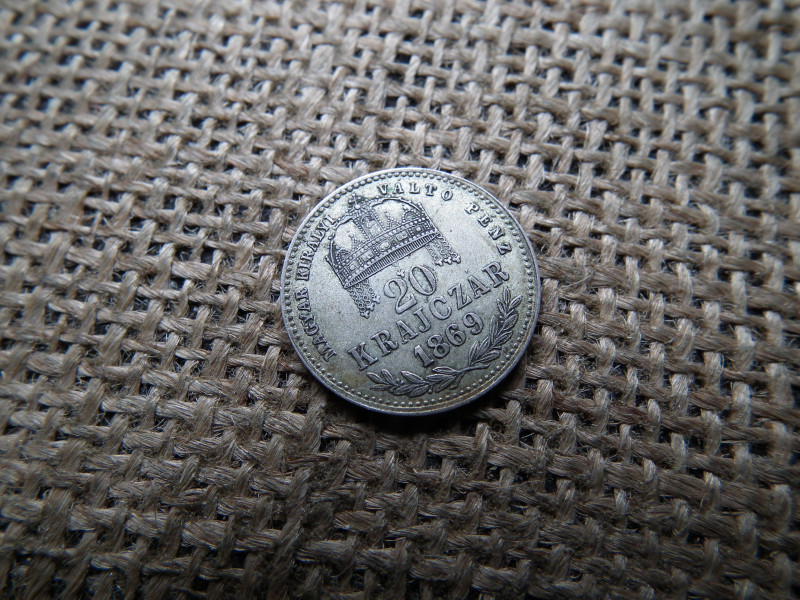 MAGYAR KIRÁLYI VÁLTÓ PÉNZ
20
KRAJCZÁR
1869